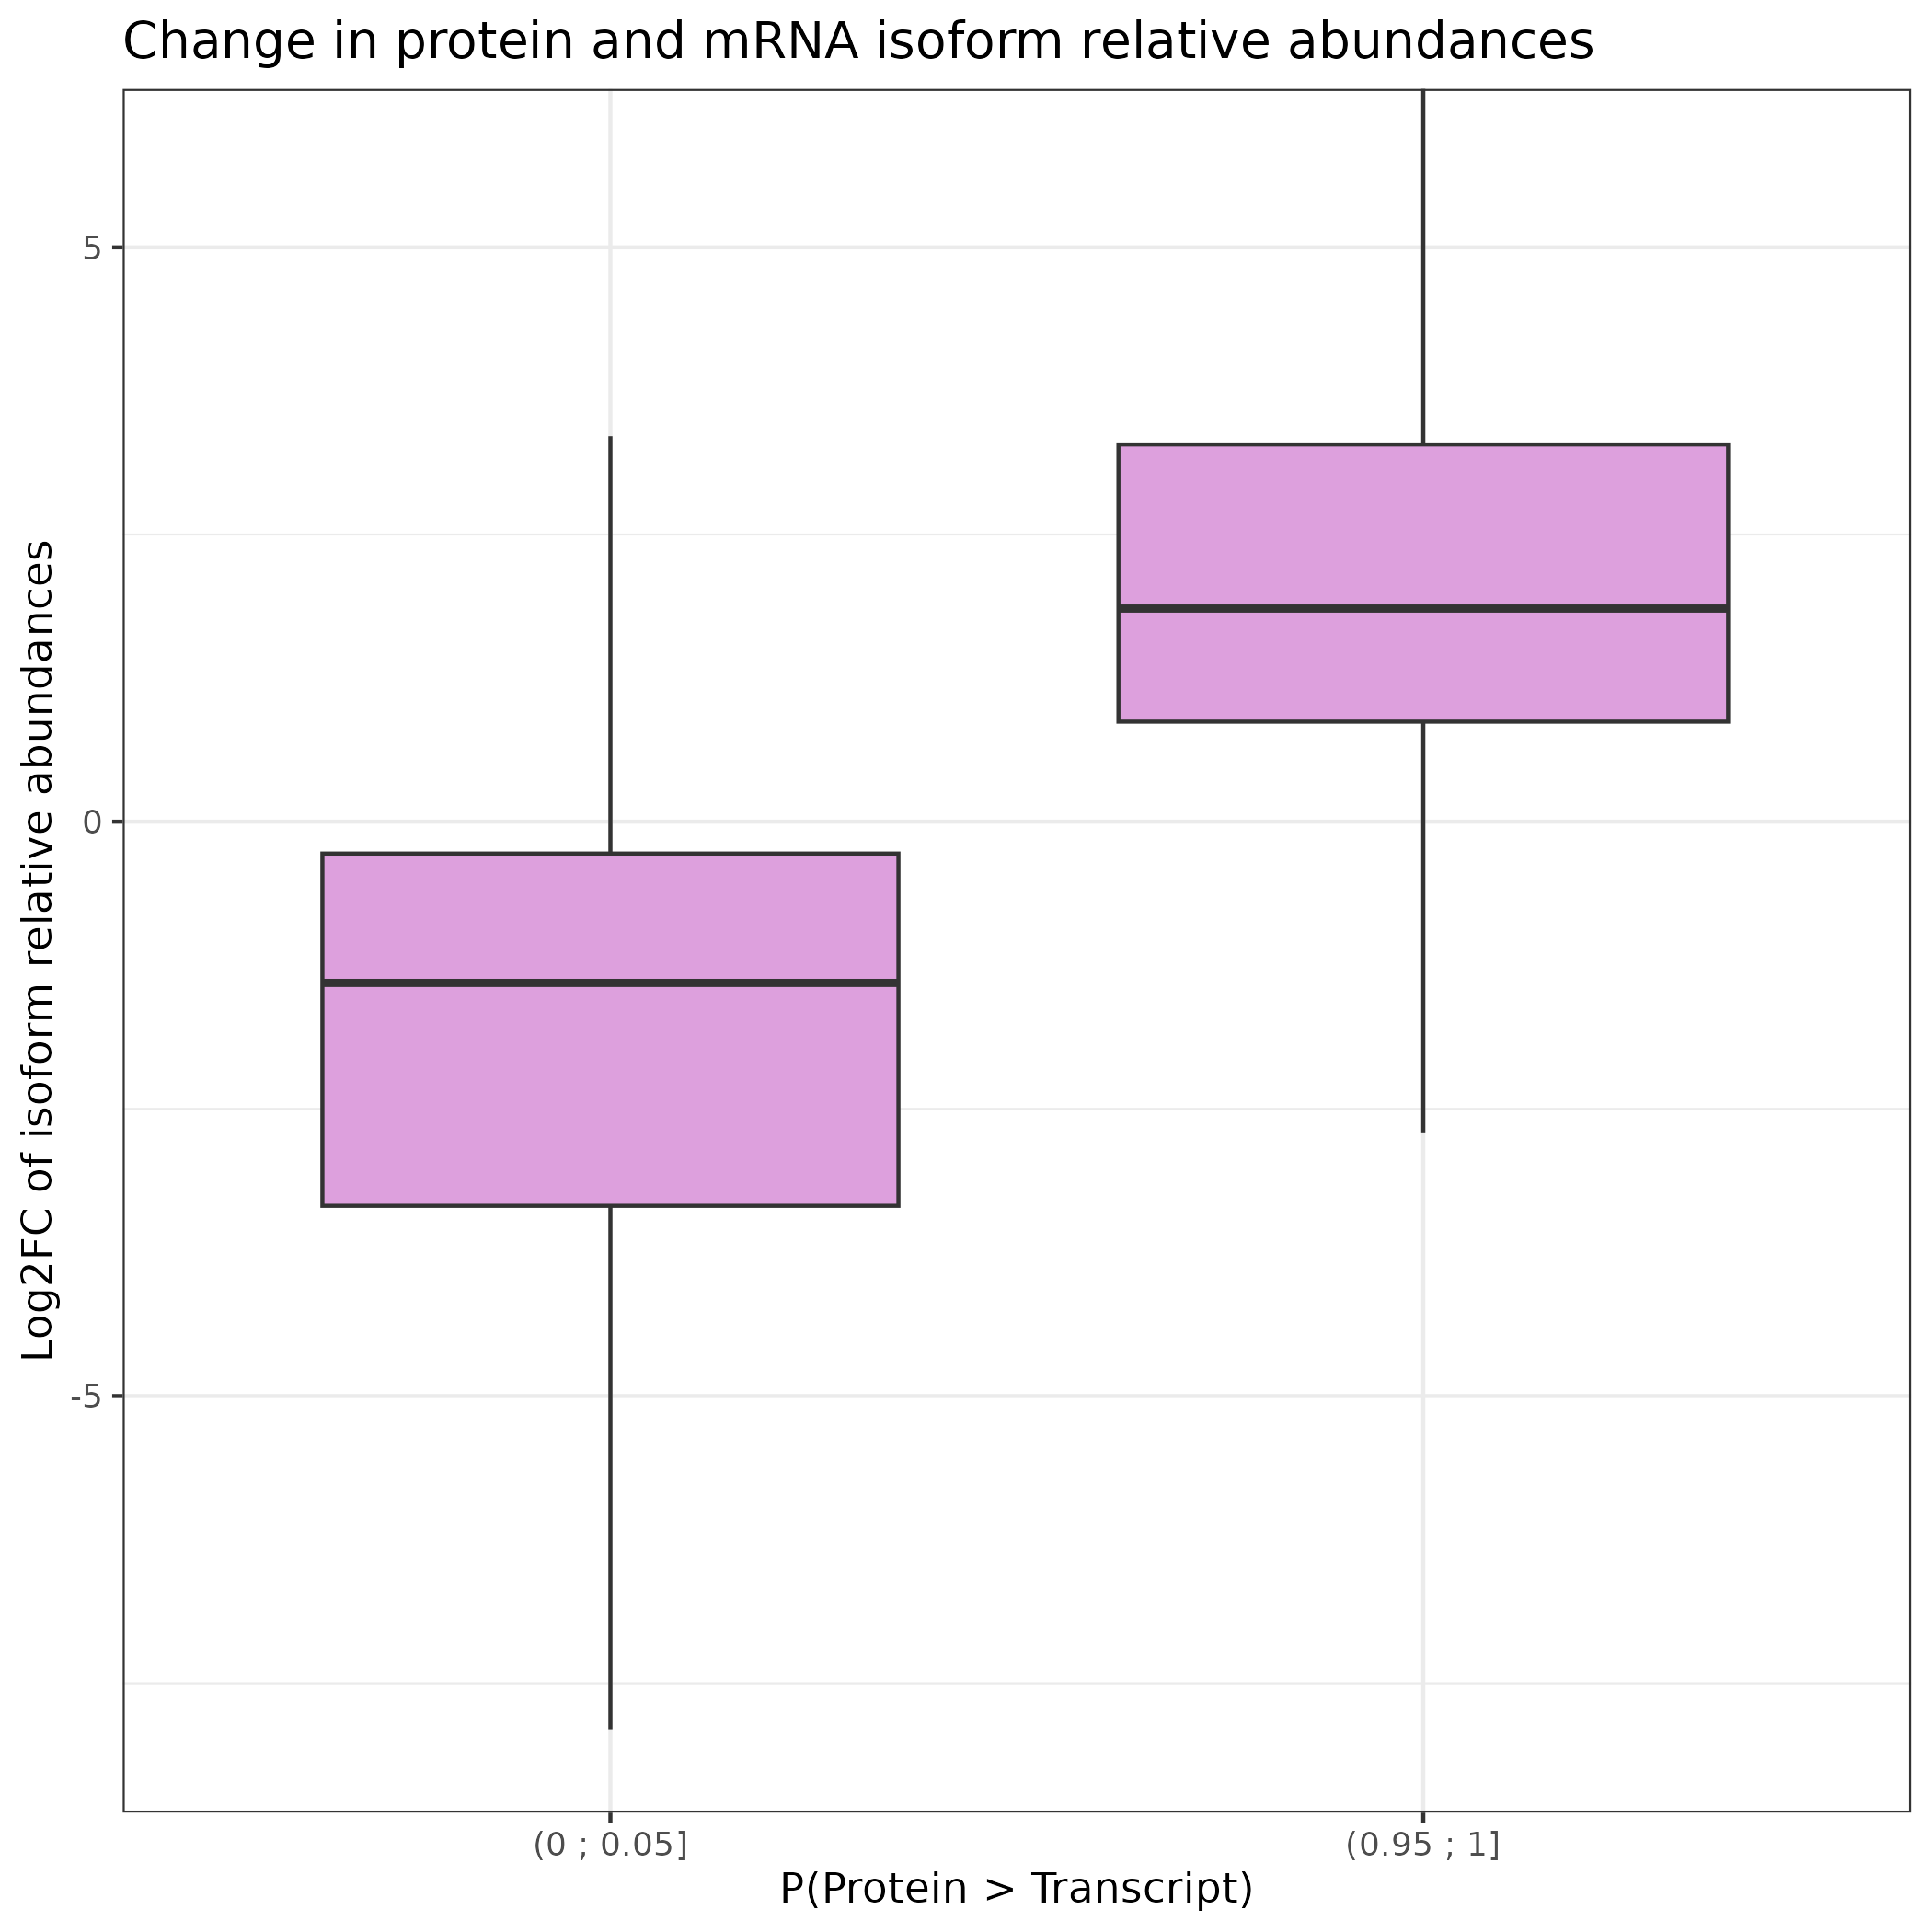 Change in protein and mRNA isoform relative abundances
Log2FC of isoform relative abundances
5
0
-5
(0 ; 0.05]
(0.95 ; 1]
P(Protein > Transcript)